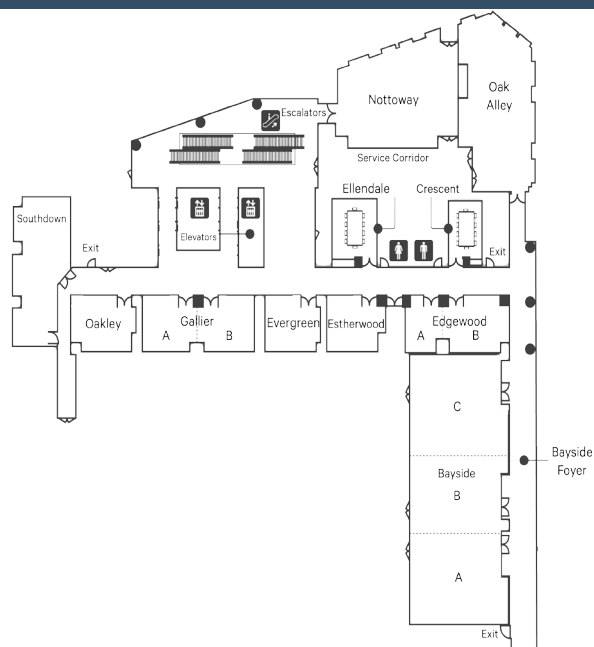 Nottoway
Oak
Alley
Escalators
Service Corridor
Ellendale
Crescent
Southdown
Elevators
Exit
Exit
Oakley
Gallier
A
B
Evergreen
Estherwood
Edgewood
A
B
C
Bayside
B
Bayside
Foyer
A
Exit